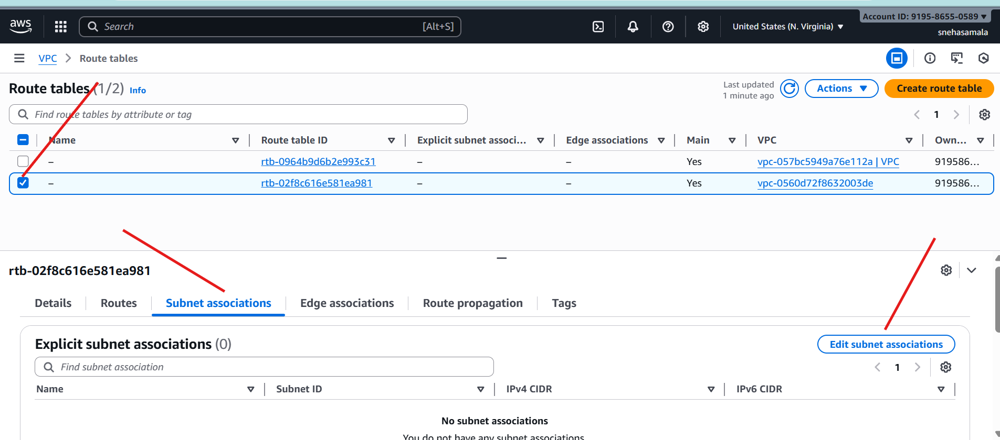 aws
Search [Alt+S]
United States (N. Virginia)
Account ID: 9195-8655-0589
snehasamala
VPC Route tables
Route tables (1/2) Info
Last updated
1 minute ago
Actions
Create route table
Find route tables by attribute or tag
1
Name Route table ID Explicit subnet associ... Edge associations Main VPC Own...
– rtb-0964b9d6b2e993c31 – – Yes vpc-057bc5949a76e112a | VPC 919586...
– rtb-02f8c616e581ea981 – – Yes vpc-0560d72f8632003de 919586...
rtb-02f8c616e581ea981
Details Routes Subnet associations Edge associations Route propagation Tags
Explicit subnet associations (0)
Edit subnet associations
Find subnet association
1
Name Subnet ID IPv4 CIDR IPv6 CIDR
No subnet associations
You do not have any subnet associations.